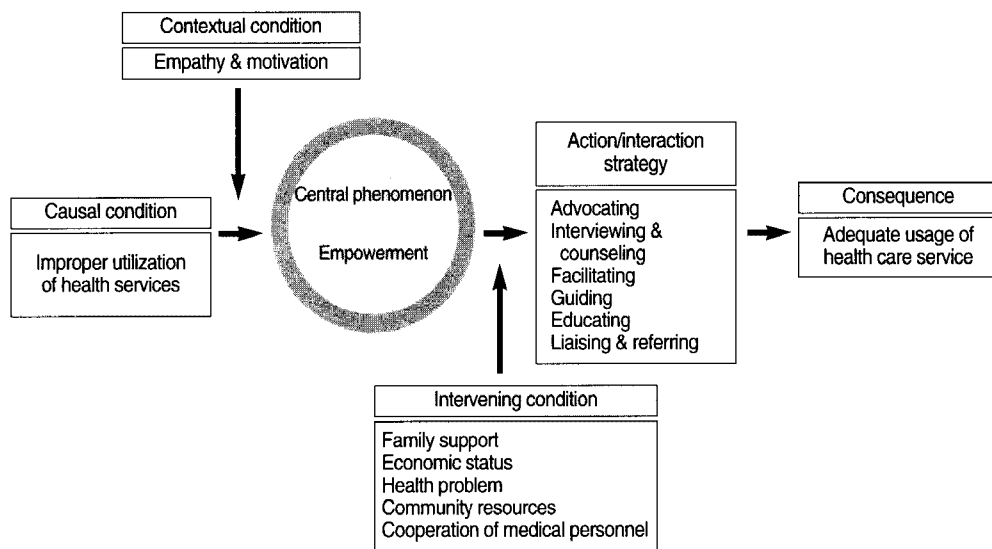 Contextual condition
Empathy & motivation
Causal condition
Improper utilization
of health services
Central phenomenon
Empowerment
Action/interaction
strategy
Advocating
Interviewing &
counseling
Facilitating
Guiding
Educating
Liaising & referring
Consequence
Adequate usage of
health care service
Intervening condition
Family support
Economic status
Health problem
Community resources
Cooperation of medical personnel